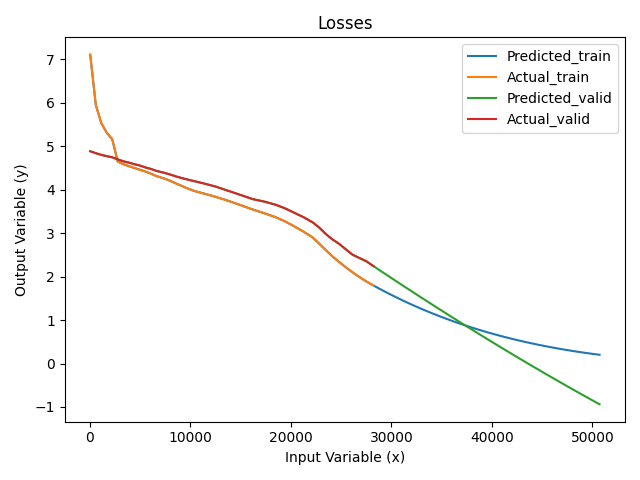 Losses
Predicted_train
Actual_train
Predicted_valid
Actual_valid
Output Variable (y)
7
6
5
4
3
2
1
0
−1
0
10000
20000
30000
40000
50000
Input Variable (x)